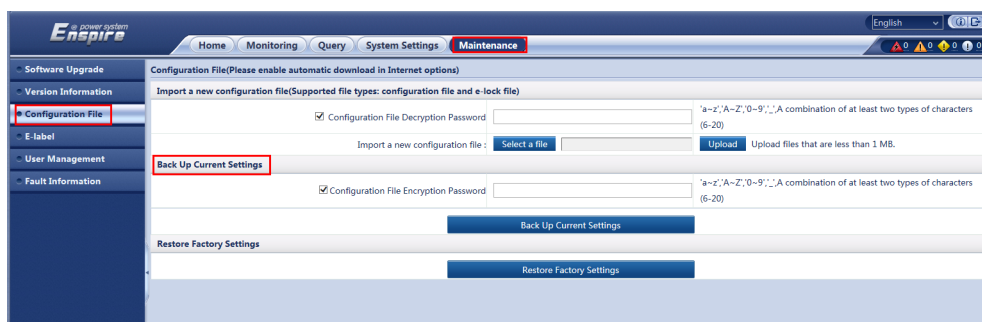 e power system
Enspire
English
Home Monitoring Query System Settings Maintenance
0 0 0 0
Software Upgrade
Version Information
Configuration File
E-label
User Management
Fault Information
Configuration File(Please enable automatic download in Internet options)
Import a new configuration file(Supported file types: configuration file and e-lock file)
Configuration File Decryption Password
'a~z','A~Z','0~9','_',A combination of at least two types of characters
(6-20)
Import a new configuration file : Select a file Upload Upload files that are less than 1 MB.
Back Up Current Settings
Configuration File Encryption Password
'a~z','A~Z','0~9','_',A combination of at least two types of characters
(6-20)
Back Up Current Settings
Restore Factory Settings
Restore Factory Settings